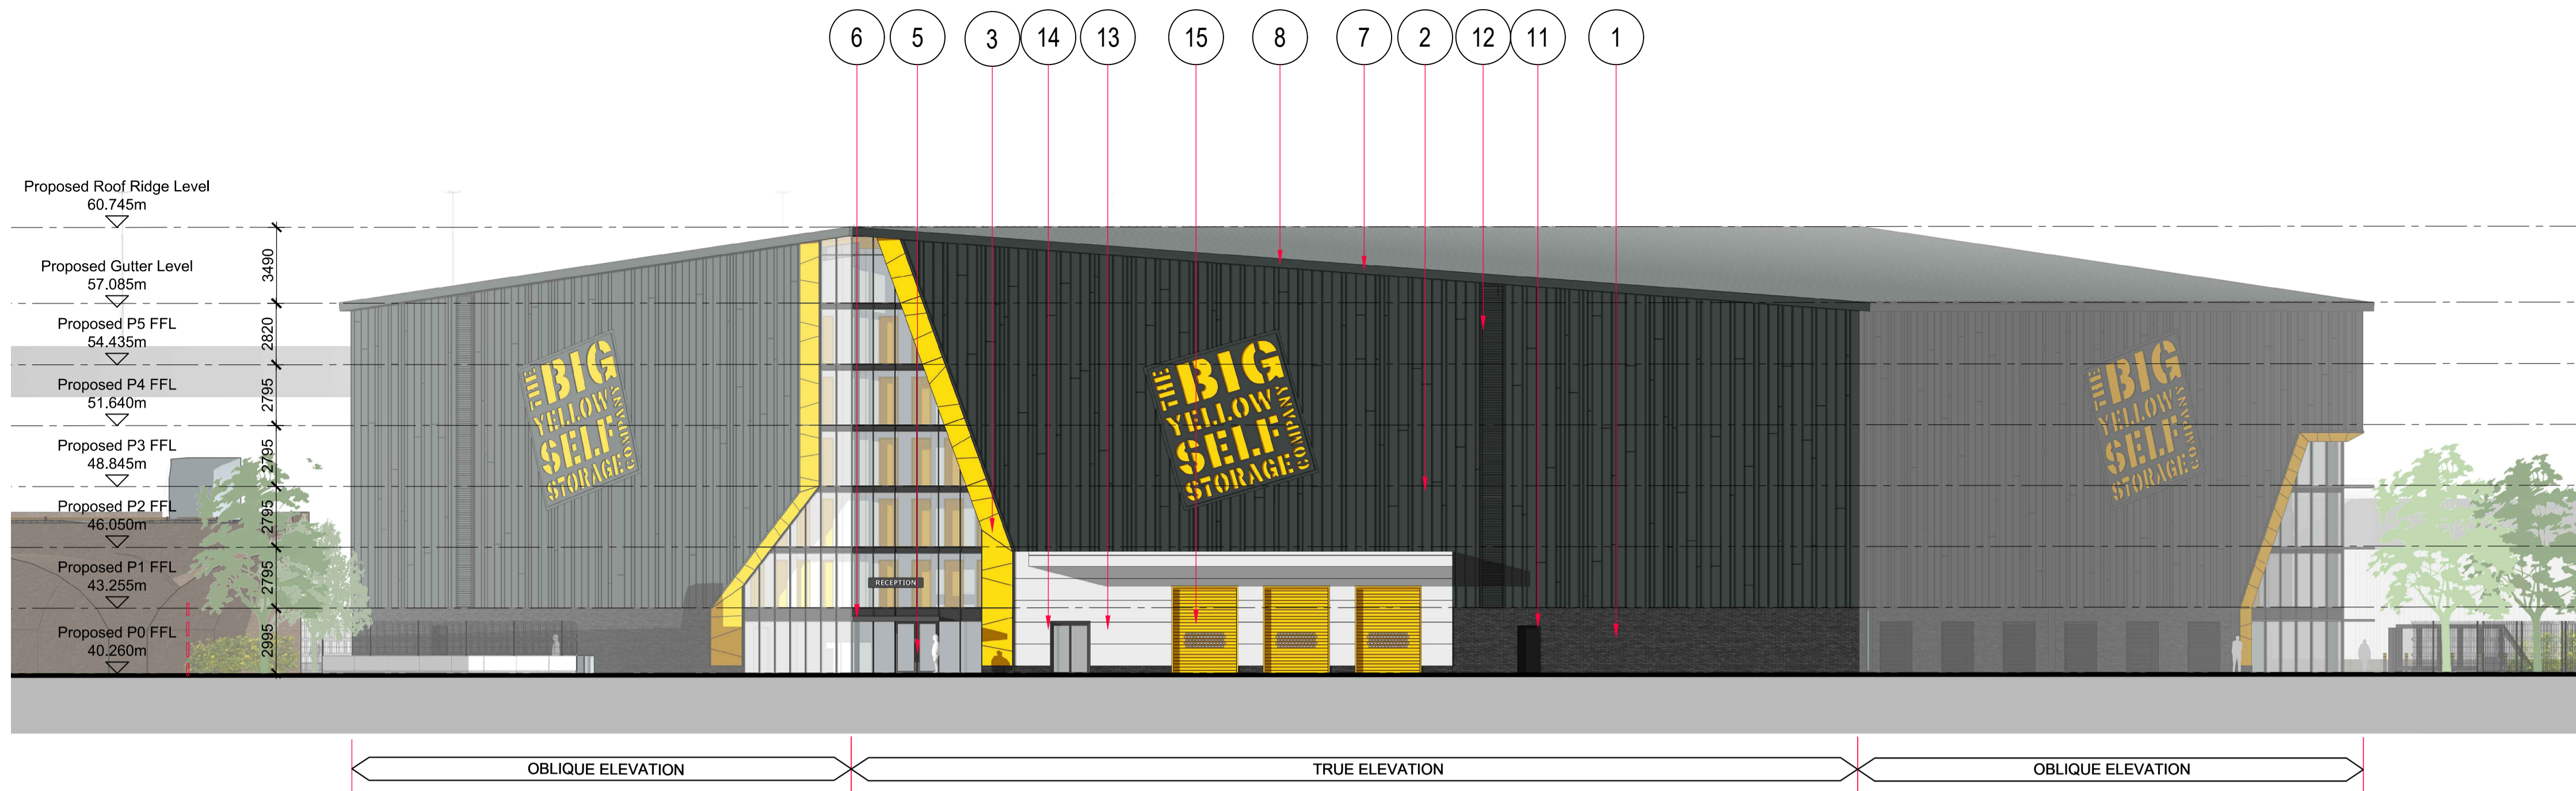 6 5 3 14 13 15 8 7 2 12 11 1
Proposed Roof Ridge Level
60.745m
3490
Proposed Gutter Level
57.085m
2820
Proposed P5 FFL
54.435m
2795
Proposed P4 FFL
51.640m
2795
Proposed P3 FFL
48.845m
2795
Proposed P2 FFL
46.050m
2795
Proposed P1 FFL
43.255m
2995
Proposed P0 FFL
40.260m
THE
BIG
YELLOW
SELF
STORAGE
COMPANY
RECEPTION
THE
BIG
YELLOW
SELF
STORAGE
COMPANY
THE
BIG
YELLOW
SELF
STORAGE
COMPANY
OBLIQUE ELEVATION
TRUE ELEVATION
OBLIQUE ELEVATION